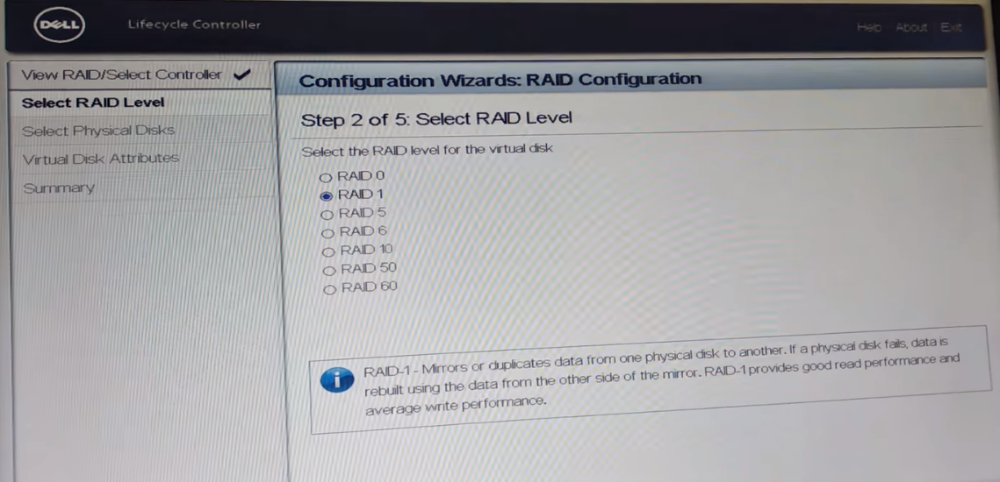 DELL
Lifecycle Controller
Help About Exit
View RAID/Select Controller
Select RAID Level
Select Physical Disks
Virtual Disk Attributes
Summary
Configuration Wizards: RAID Configuration
Step 2 of 5: Select RAID Level
Select the RAID level for the virtual disk
RAID 0
RAID 1
RAID 5
RAID 6
RAID 10
RAID 50
RAID 60
RAID-1 - Mirrors or duplicates data from one physical disk to another. If a physical disk fails, data is
rebuilt using the data from the other side of the mirror. RAID-1 provides good read performance and
average write performance.